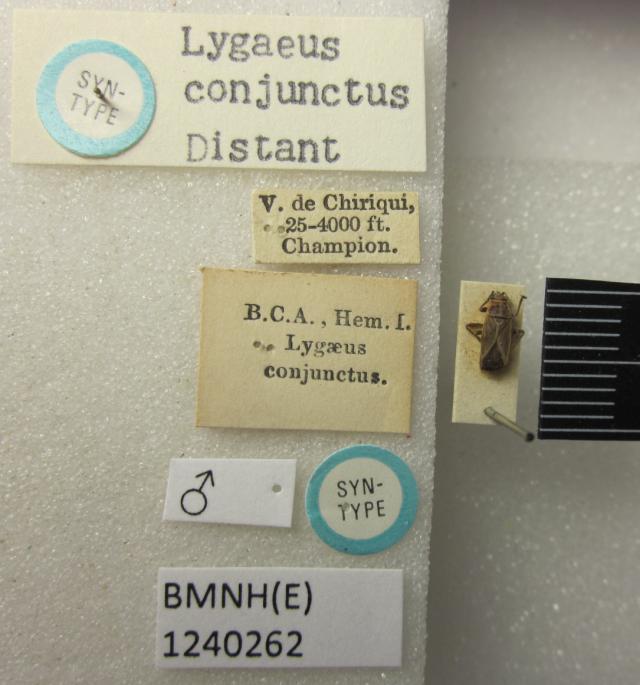 SYN-
TYPE
Lygaeus
conjunctus
Distant
V. de Chiriqui,
25-4000 ft.
Champion.
B.C.A., Hem. I.
Lygæus
conjunctus.
♂
SYN-
TYPE
BMNH(E)
1240262